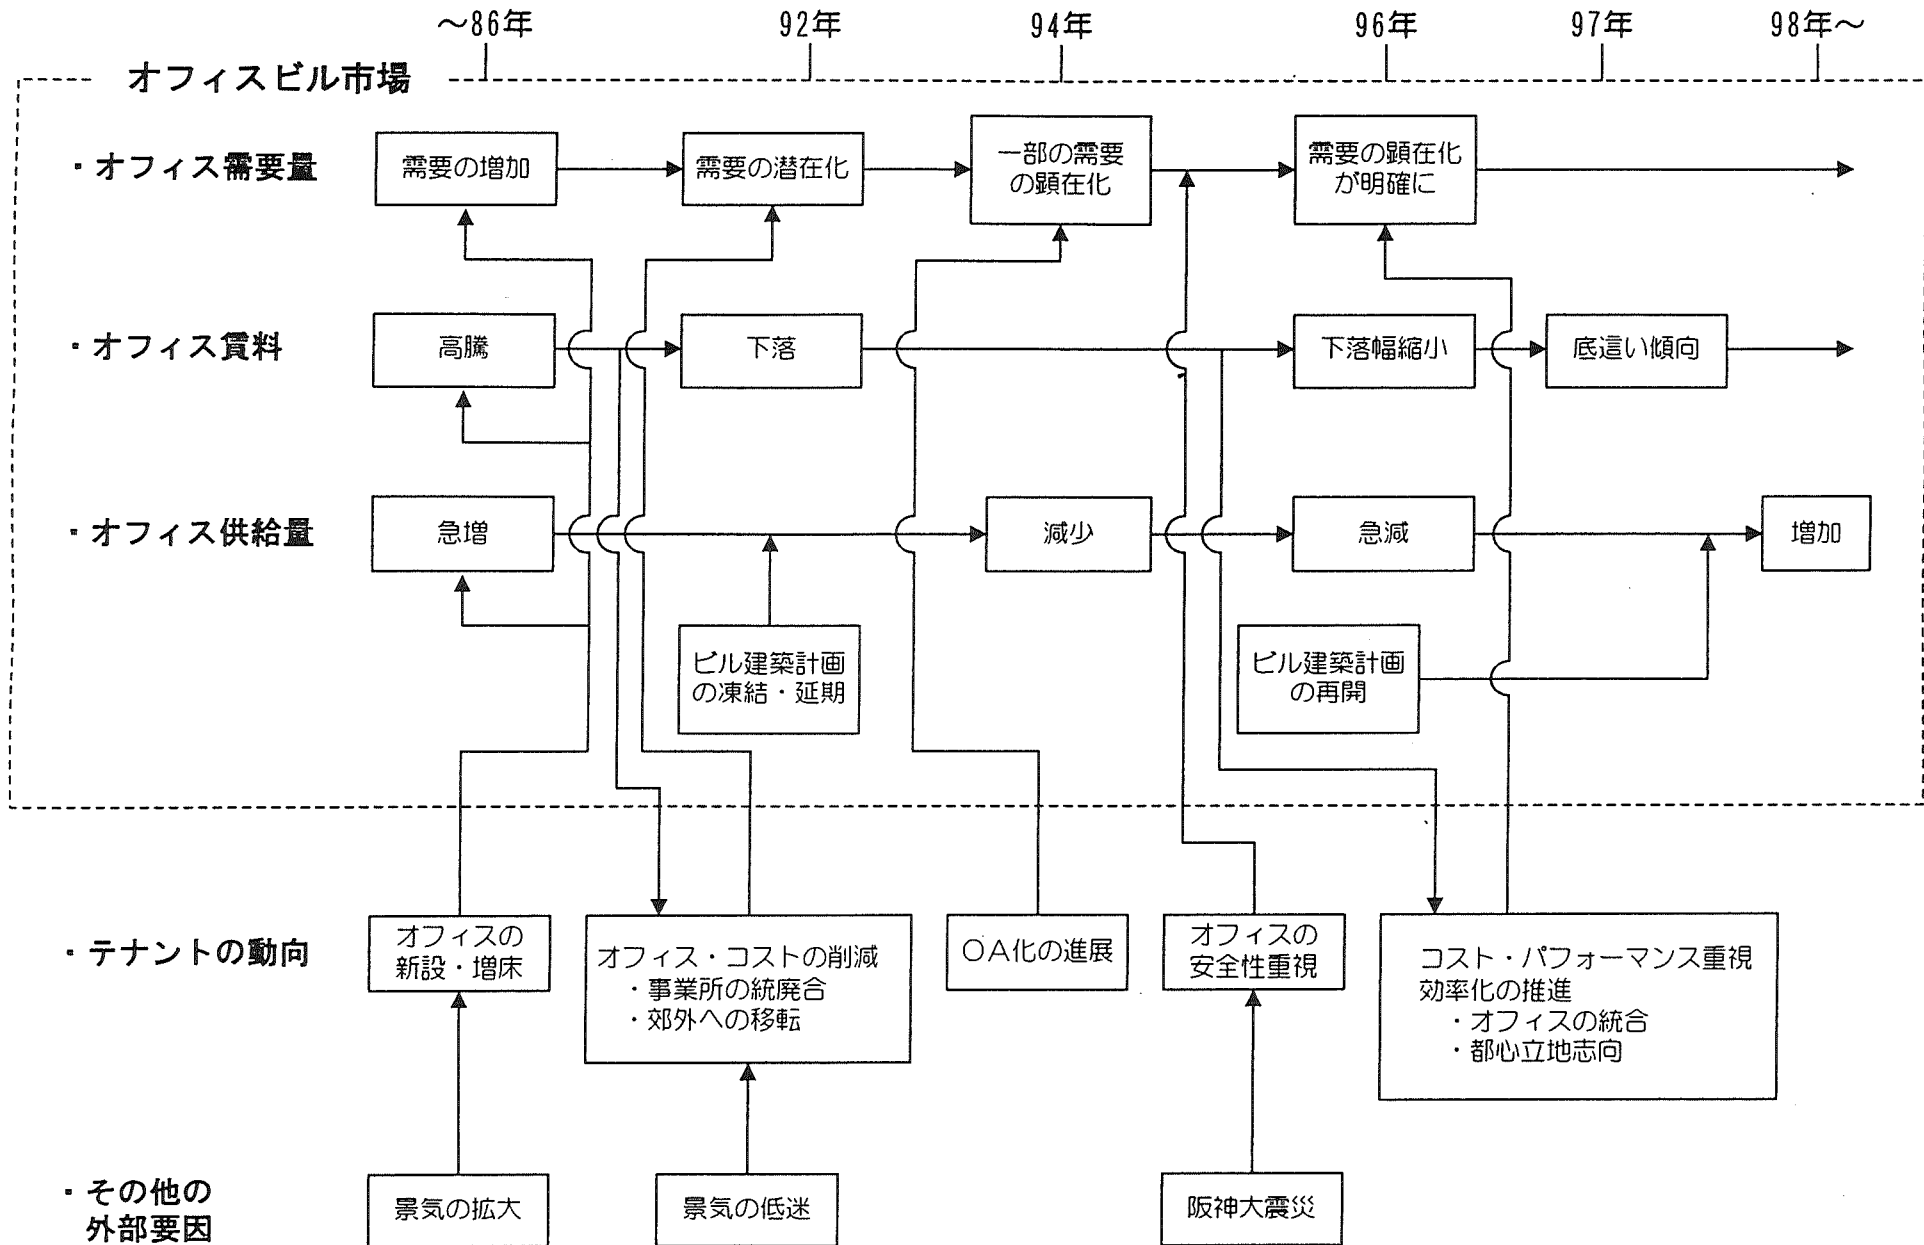 ～86年
92年
94年
96年
97年
98年～
オフィスビル市場
・オフィス需要量
需要の増加
需要の潜在化
一部の需要
の顕在化
需要の顕在化
が明確に
・オフィス賃料
高騰
下落
下落幅縮小
底這い傾向
・オフィス供給量
急増
減少
急減
増加
ビル建築計画
の凍結・延期
ビル建築計画
の再開
・テナントの動向
オフィスの
新設・増床
オフィス・コストの削減
・事業所の統廃合
・郊外への移転
ＯＡ化の進展
オフィスの
安全性重視
コスト・パフォーマンス重視
効率化の推進
・オフィスの統合
・都心立地志向
・その他の
外部要因
景気の拡大
景気の低迷
阪神大震災